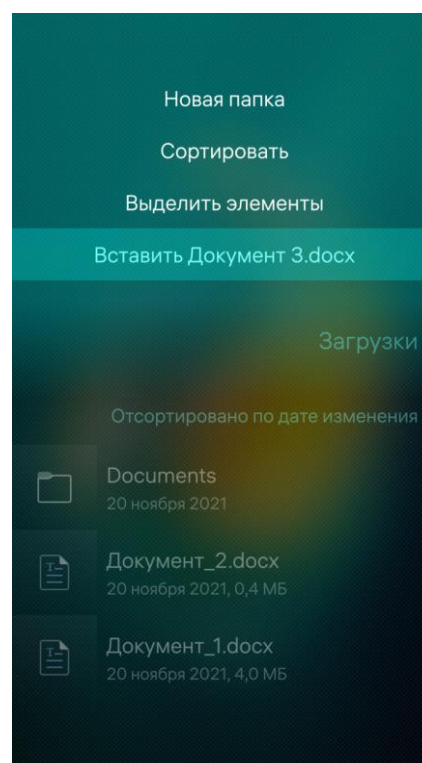 Новая папка
Сортировать
Выделить элементы
Вставить Документ 3.docx
Загрузки
Отсортировано по дате изменения
Documents
20 ноября 2021
Документ_2.docx
20 ноября 2021, 0,4 МБ
Документ_1.docx
20 ноября 2021, 4,0 МБ